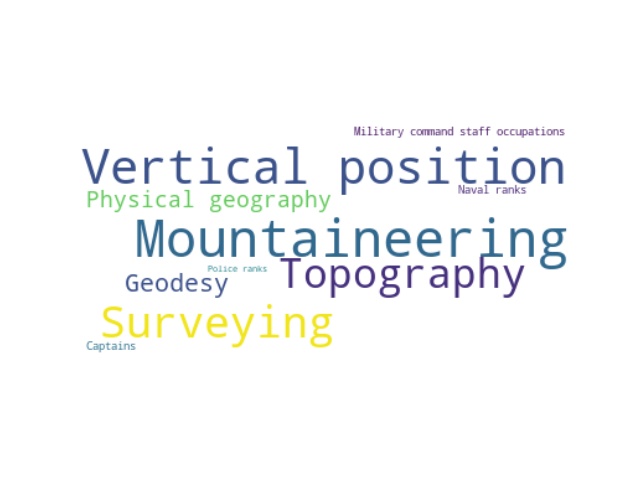 Military command staff occupations
Vertical position
Naval ranks
Physical geography
Mountaineering
Police ranks
Topography
Geodesy
Surveying
Captains